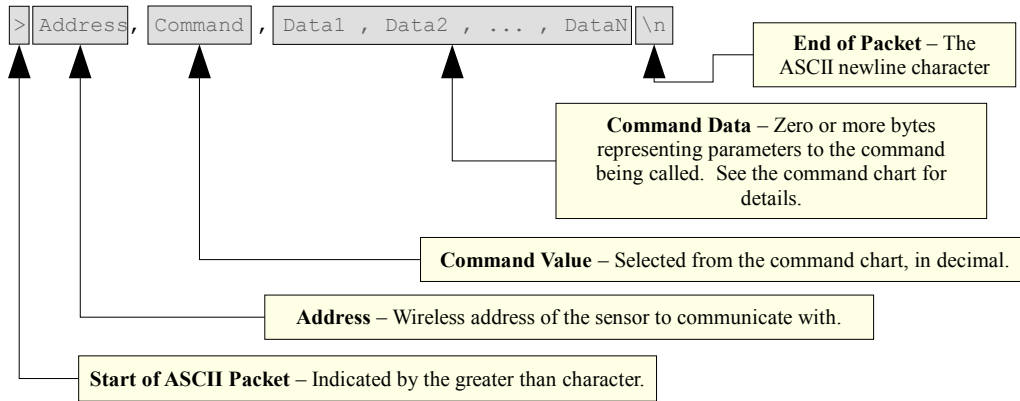 >Address, Command, Data1 , Data2 , ... , DataN \n
End of Packet – The
ASCII newline character
Command Data – Zero or more bytes
representing parameters to the command
being called. See the command chart for
details.
Command Value – Selected from the command chart, in decimal.
Address – Wireless address of the sensor to communicate with.
Start of ASCII Packet – Indicated by the greater than character.